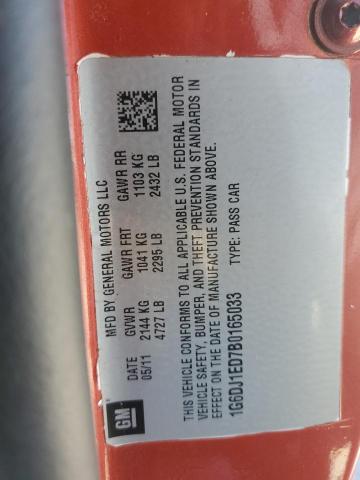 MFD BY GENERAL MOTORS LLC
DATE GVWR GAWR FRT GAWR RR
05/11 2144 KG 1041 KG 1103 KG
4727 LB 2295 LB 2432 LB
THIS VEHICLE CONFORMS TO ALL APPLICABLE U.S. FEDERAL MOTOR
VEHICLE SAFETY, BUMPER, AND THEFT PREVENTION STANDARDS IN
EFFECT ON THE DATE OF MANUFACTURE SHOWN ABOVE.
1G6DJ1ED7B0165033 TYPE: PASS CAR
GM